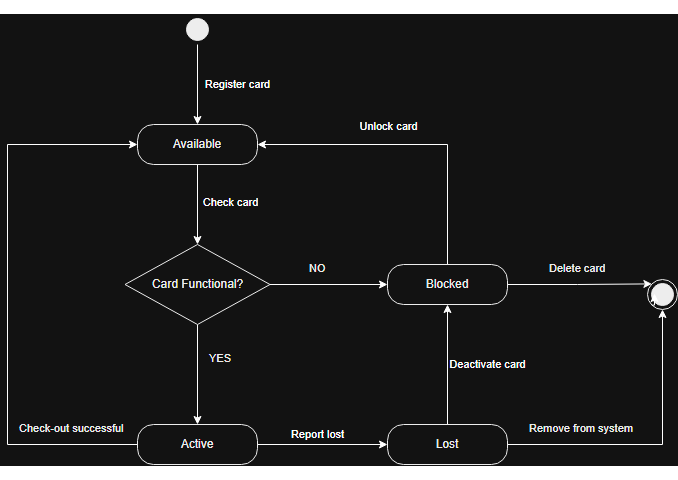 Register card
Unlock card
Available
Check card
NO
Delete card
Card Functional?
Blocked
YES
Deactivate card
Check-out successful
Report lost
Remove from system
Active
Lost